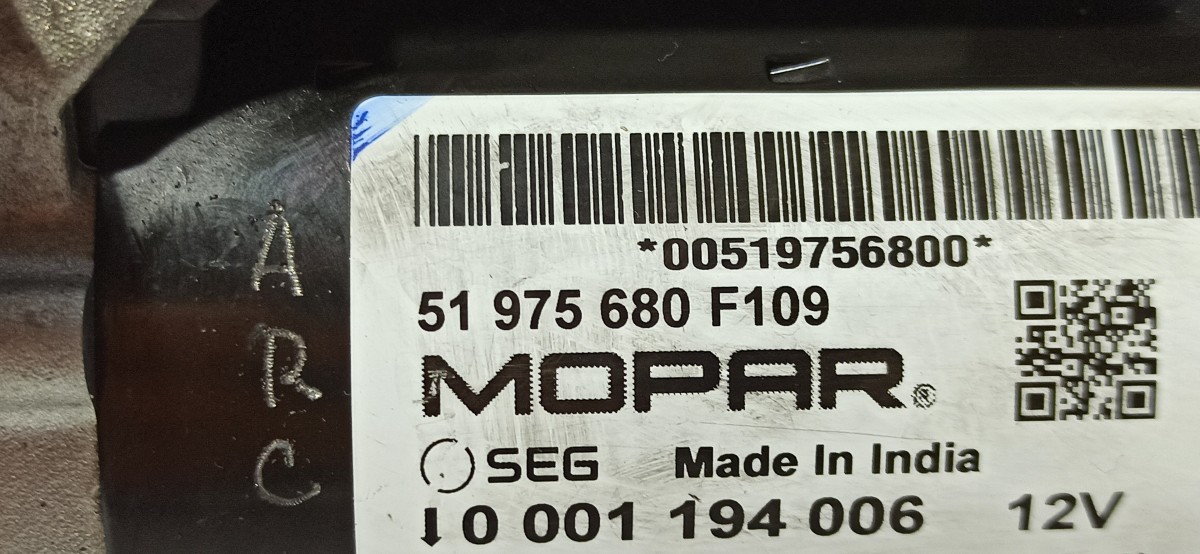 *00519756800*
51 975 680 F109
MOPAR®
SEG Made In India
0 001 194 006 12V
A
R
C